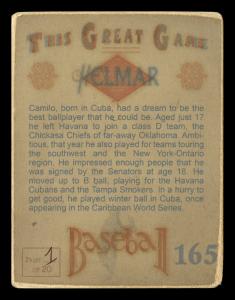 THIS GREAT GAME
HELMAR
Camilo, born in Cuba, had a dream to be the
best ballplayer that he could be. Aged just 17
he left Havana to join a class D team, the
Chickasa Chiefs of far-away Oklahoma. Ambi-
tious, that year he also played for teams touring
the southwest and the New York-Ontario
region. He impressed enough people that he
was signed by the Senators at age 18. He
moved up to B ball, playing for the Havana
Cubans and the Tampa Smokers. In a hurry to
get good, he played winter ball in Cuba, once
appearing in the Caribbean World Series.
Baseball
165
1
OF 20